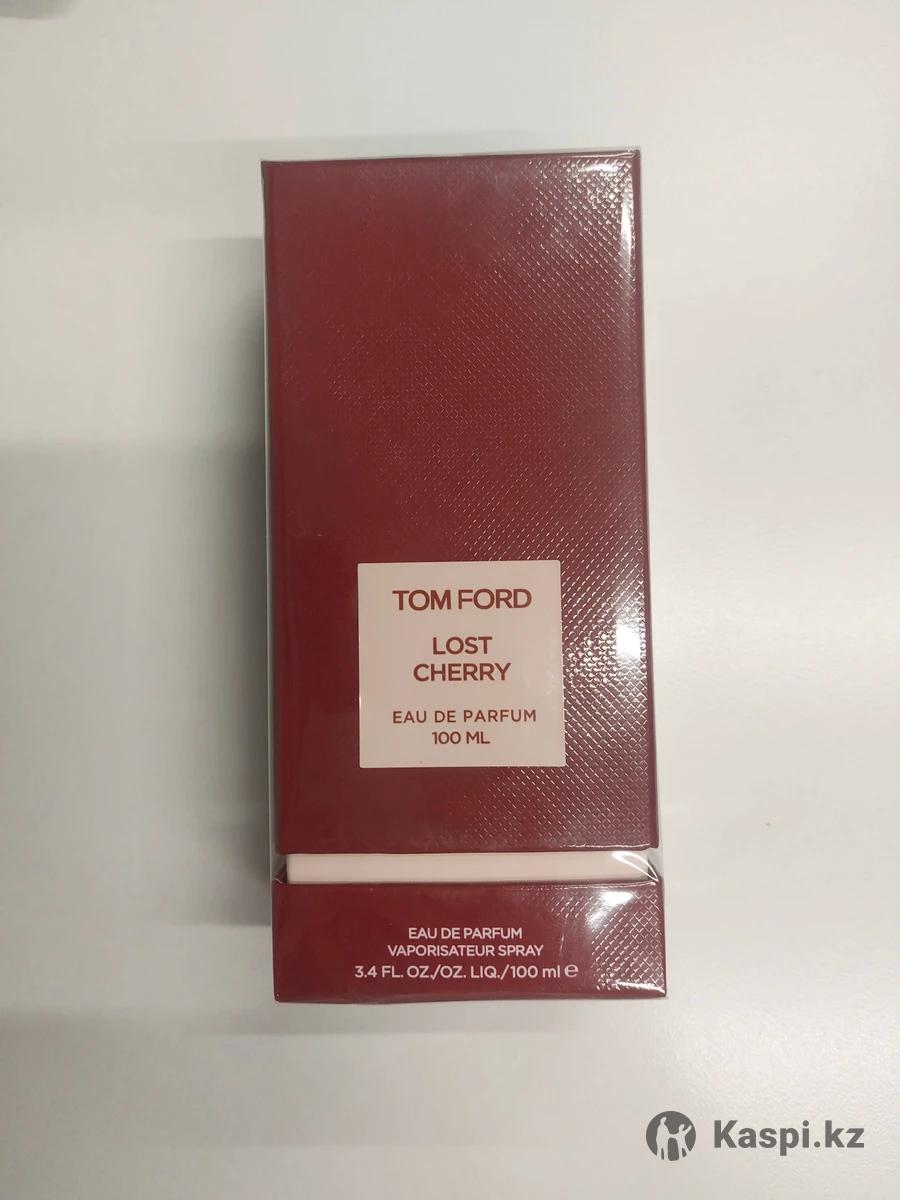 TOM FORD
LOST
CHERRY
EAU DE PARFUM
100 ML
EAU DE PARFUM
VAPORISATEUR SPRAY
3.4 FL. OZ./OZ. LIQ./100 ml ℮
Kaspi.kz